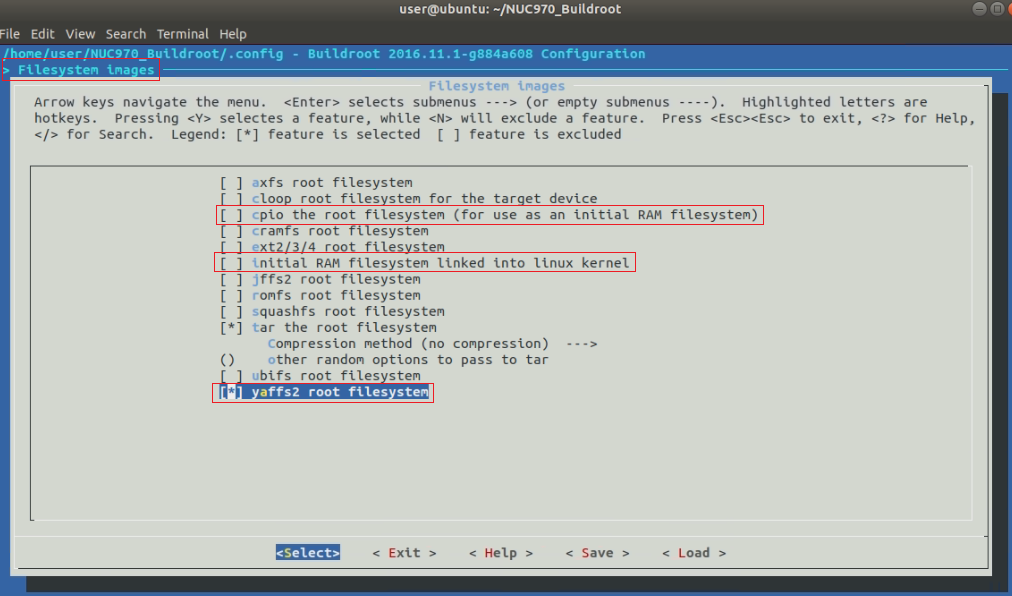 user@ubuntu: ~/NUC970_Buildroot
File Edit View Search Terminal Help
/home/user/NUC970_Buildroot/.config - Buildroot 2016.11.1-g884a608 Configuration
> Filesystem images
Filesystem images
Arrow keys navigate the menu. <Enter> selects submenus ---> (or empty submenus ----). Highlighted letters are
hotkeys. Pressing <Y> selectes a feature, while <N> will exclude a feature. Press <Esc><Esc> to exit, <?> for Help,
</> for Search. Legend: [*] feature is selected [ ] feature is excluded
[ ] axfs root filesystem
[ ] cloop root filesystem for the target device
[ ] cpio the root filesystem (for use as an initial RAM filesystem)
[ ] cramfs root filesystem
[ ] ext2/3/4 root filesystem
[ ] initial RAM filesystem linked into linux kernel
[ ] jffs2 root filesystem
[ ] romfs root filesystem
[ ] squashfs root filesystem
[*] tar the root filesystem
Compression method (no compression) --->
() other random options to pass to tar
[ ] ubifs root filesystem
[*] yaffs2 root filesystem
<Select> < Exit > < Help > < Save > < Load >